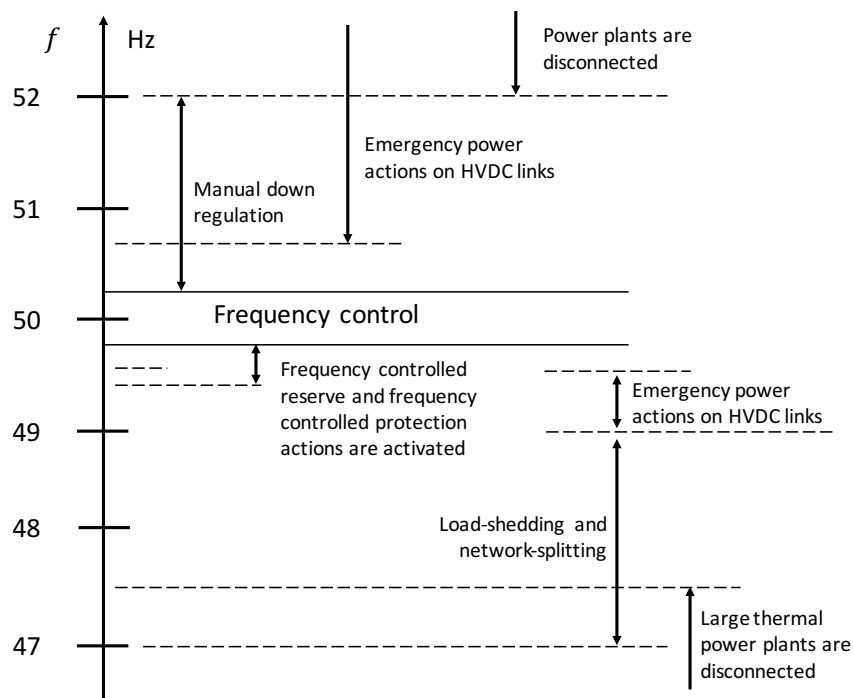 f Hz
Power plants are
disconnected
52
Emergency power
actions on HVDC links
Manual down
regulation
51
50
Frequency control
Frequency controlled
reserve and frequency
controlled protection
actions are activated
Emergency power
actions on HVDC links
49
48
Load-shedding and
network-splitting
47
Large thermal
power plants are
disconnected